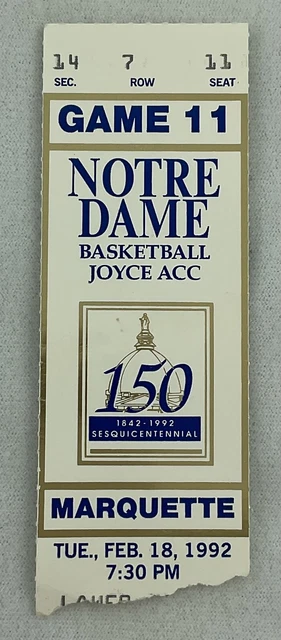 14 7 11
SEC. ROW SEAT
GAME 11
NOTRE
DAME
BASKETBALL
JOYCE ACC
150
1842-1992
SESQUICENTENNIAL
MARQUETTE
TUE., FEB. 18, 1992
7:30 PM